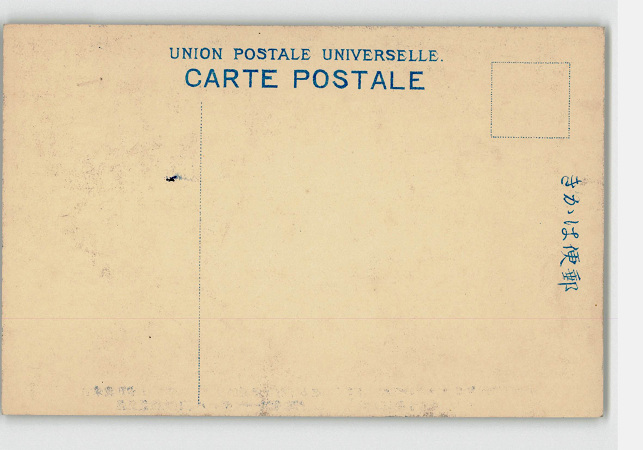 UNION POSTALE UNIVERSELLE.
CARTE POSTALE
きかは便郵